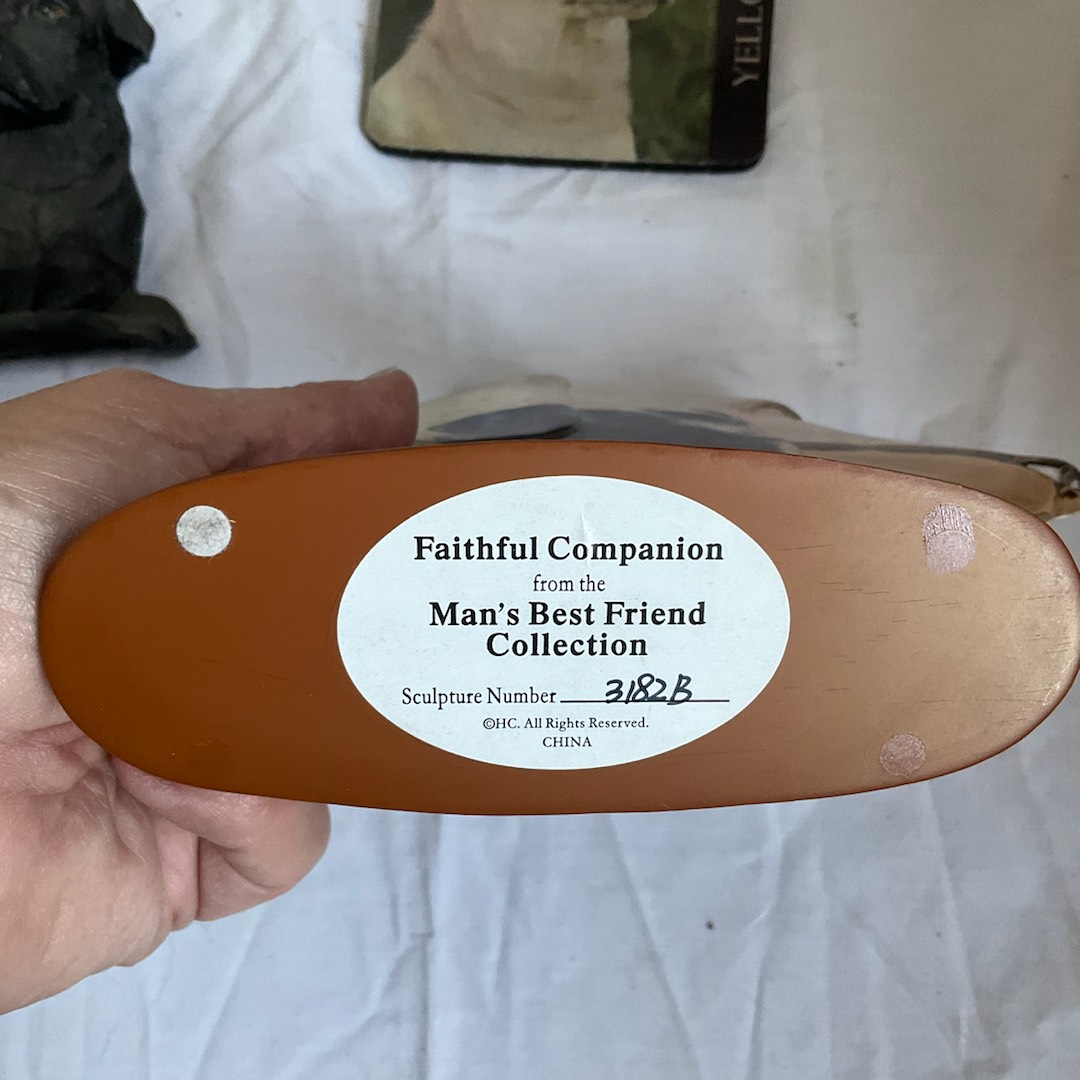 YELLO
Faithful Companion
from the
Man's Best Friend
Collection
Sculpture Number 3182B
©HC. All Rights Reserved.
CHINA